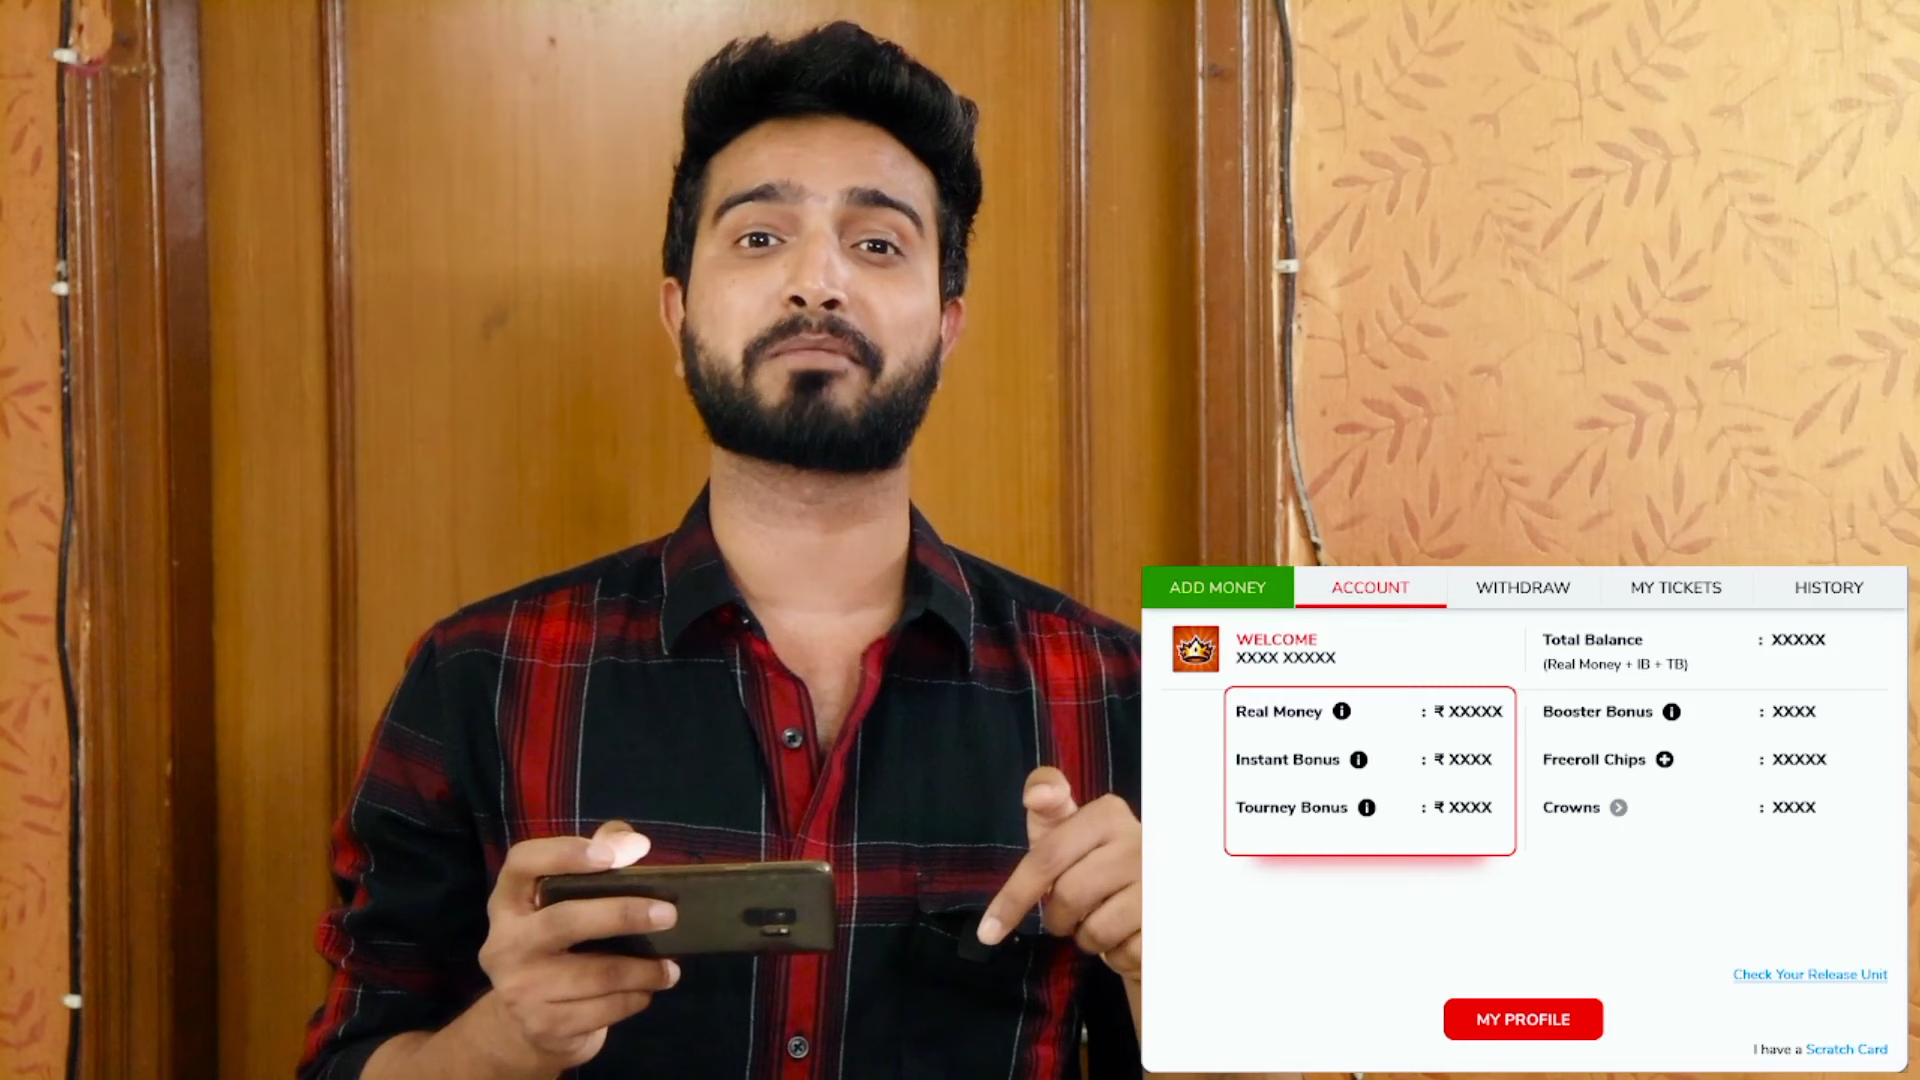 ADD MONEY ACCOUNT WITHDRAW MY TICKETS HISTORY
WELCOME
XXXX XXXXX
Total Balance : XXXXX
(Real Money + IB + TB)
Real Money : ₹ XXXXX
Instant Bonus : ₹ XXXX
Tourney Bonus : ₹ XXXX
Booster Bonus : XXXX
Freeroll Chips : XXXXX
Crowns : XXXX
Check Your Release Unit
MY PROFILE
I have a Scratch Card